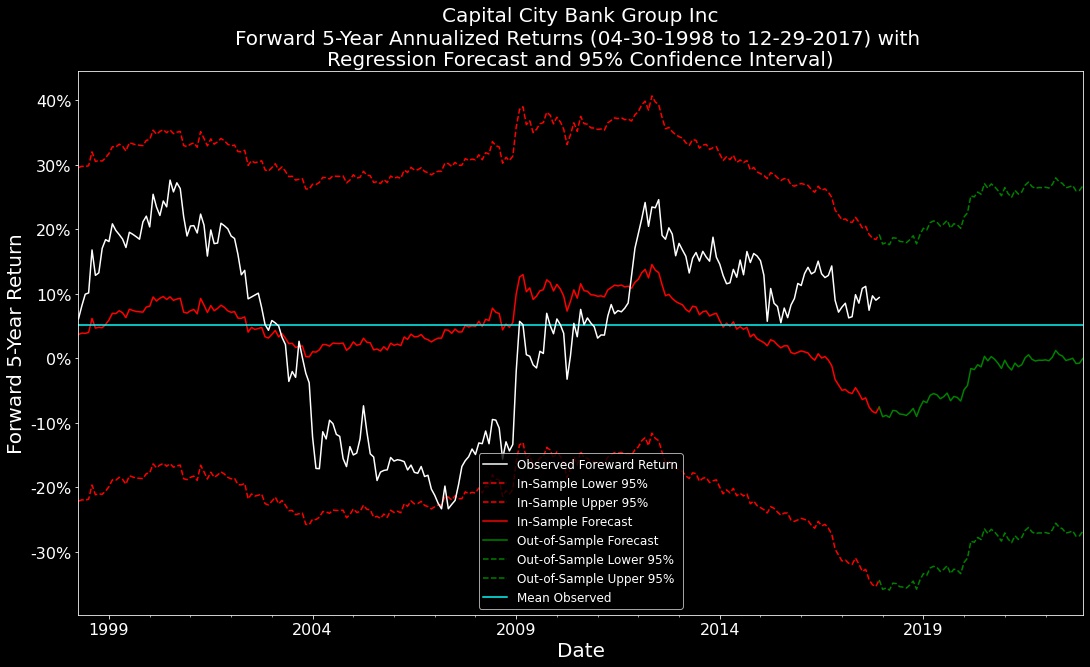 Capital City Bank Group Inc
Forward 5-Year Annualized Returns (04-30-1998 to 12-29-2017) with
Regression Forecast and 95% Confidence Interval)
Forward 5-Year Return
40%
30%
20%
10%
0%
-10%
-20%
-30%
Observed Foreward Return
In-Sample Lower 95%
In-Sample Upper 95%
In-Sample Forecast
Out-of-Sample Forecast
Out-of-Sample Lower 95%
Out-of-Sample Upper 95%
Mean Observed
1999 2004 2009 2014 2019
Date